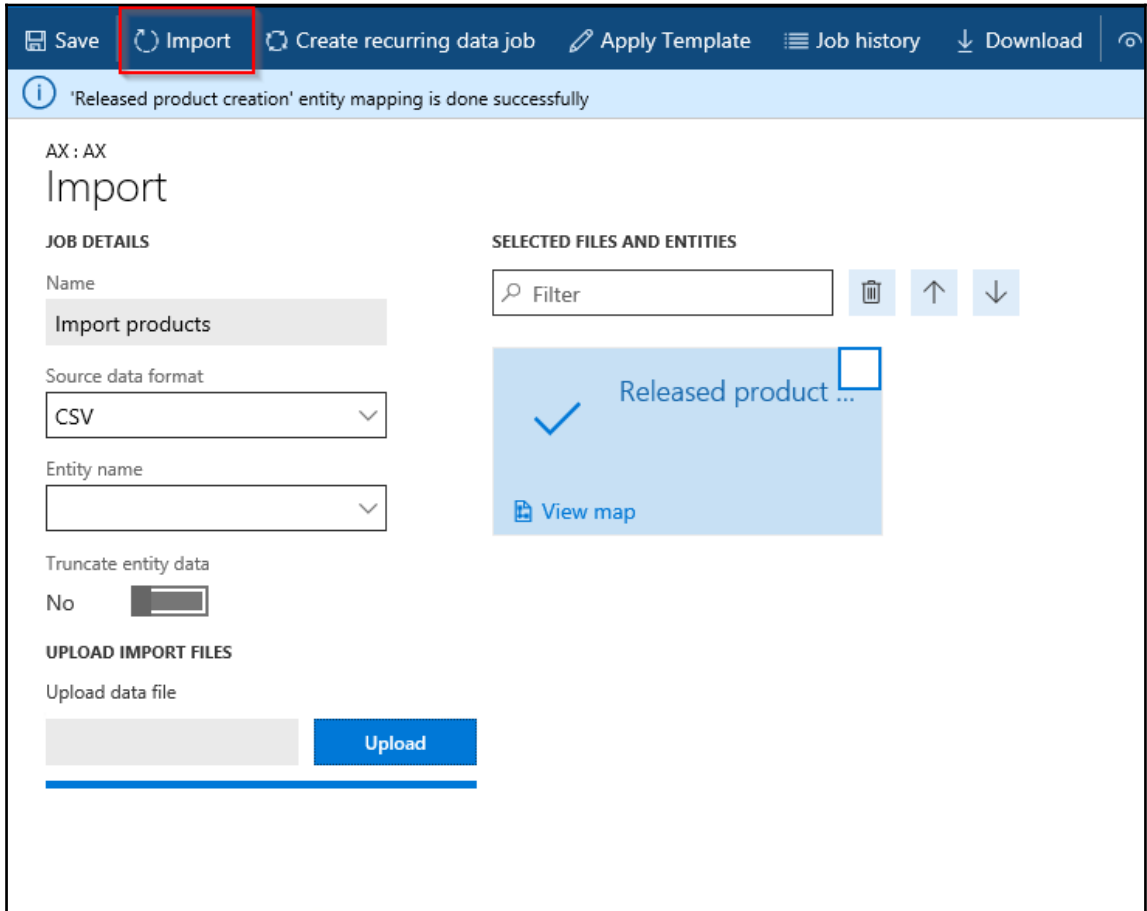 Save Import Create recurring data job Apply Template Job history Download
'Released product creation' entity mapping is done successfully
AX : AX
Import
JOB DETAILS
Name
Import products
Source data format
CSV
Entity name
Truncate entity data
No
UPLOAD IMPORT FILES
Upload data file
Upload
SELECTED FILES AND ENTITIES
Filter
Released product ...
View map